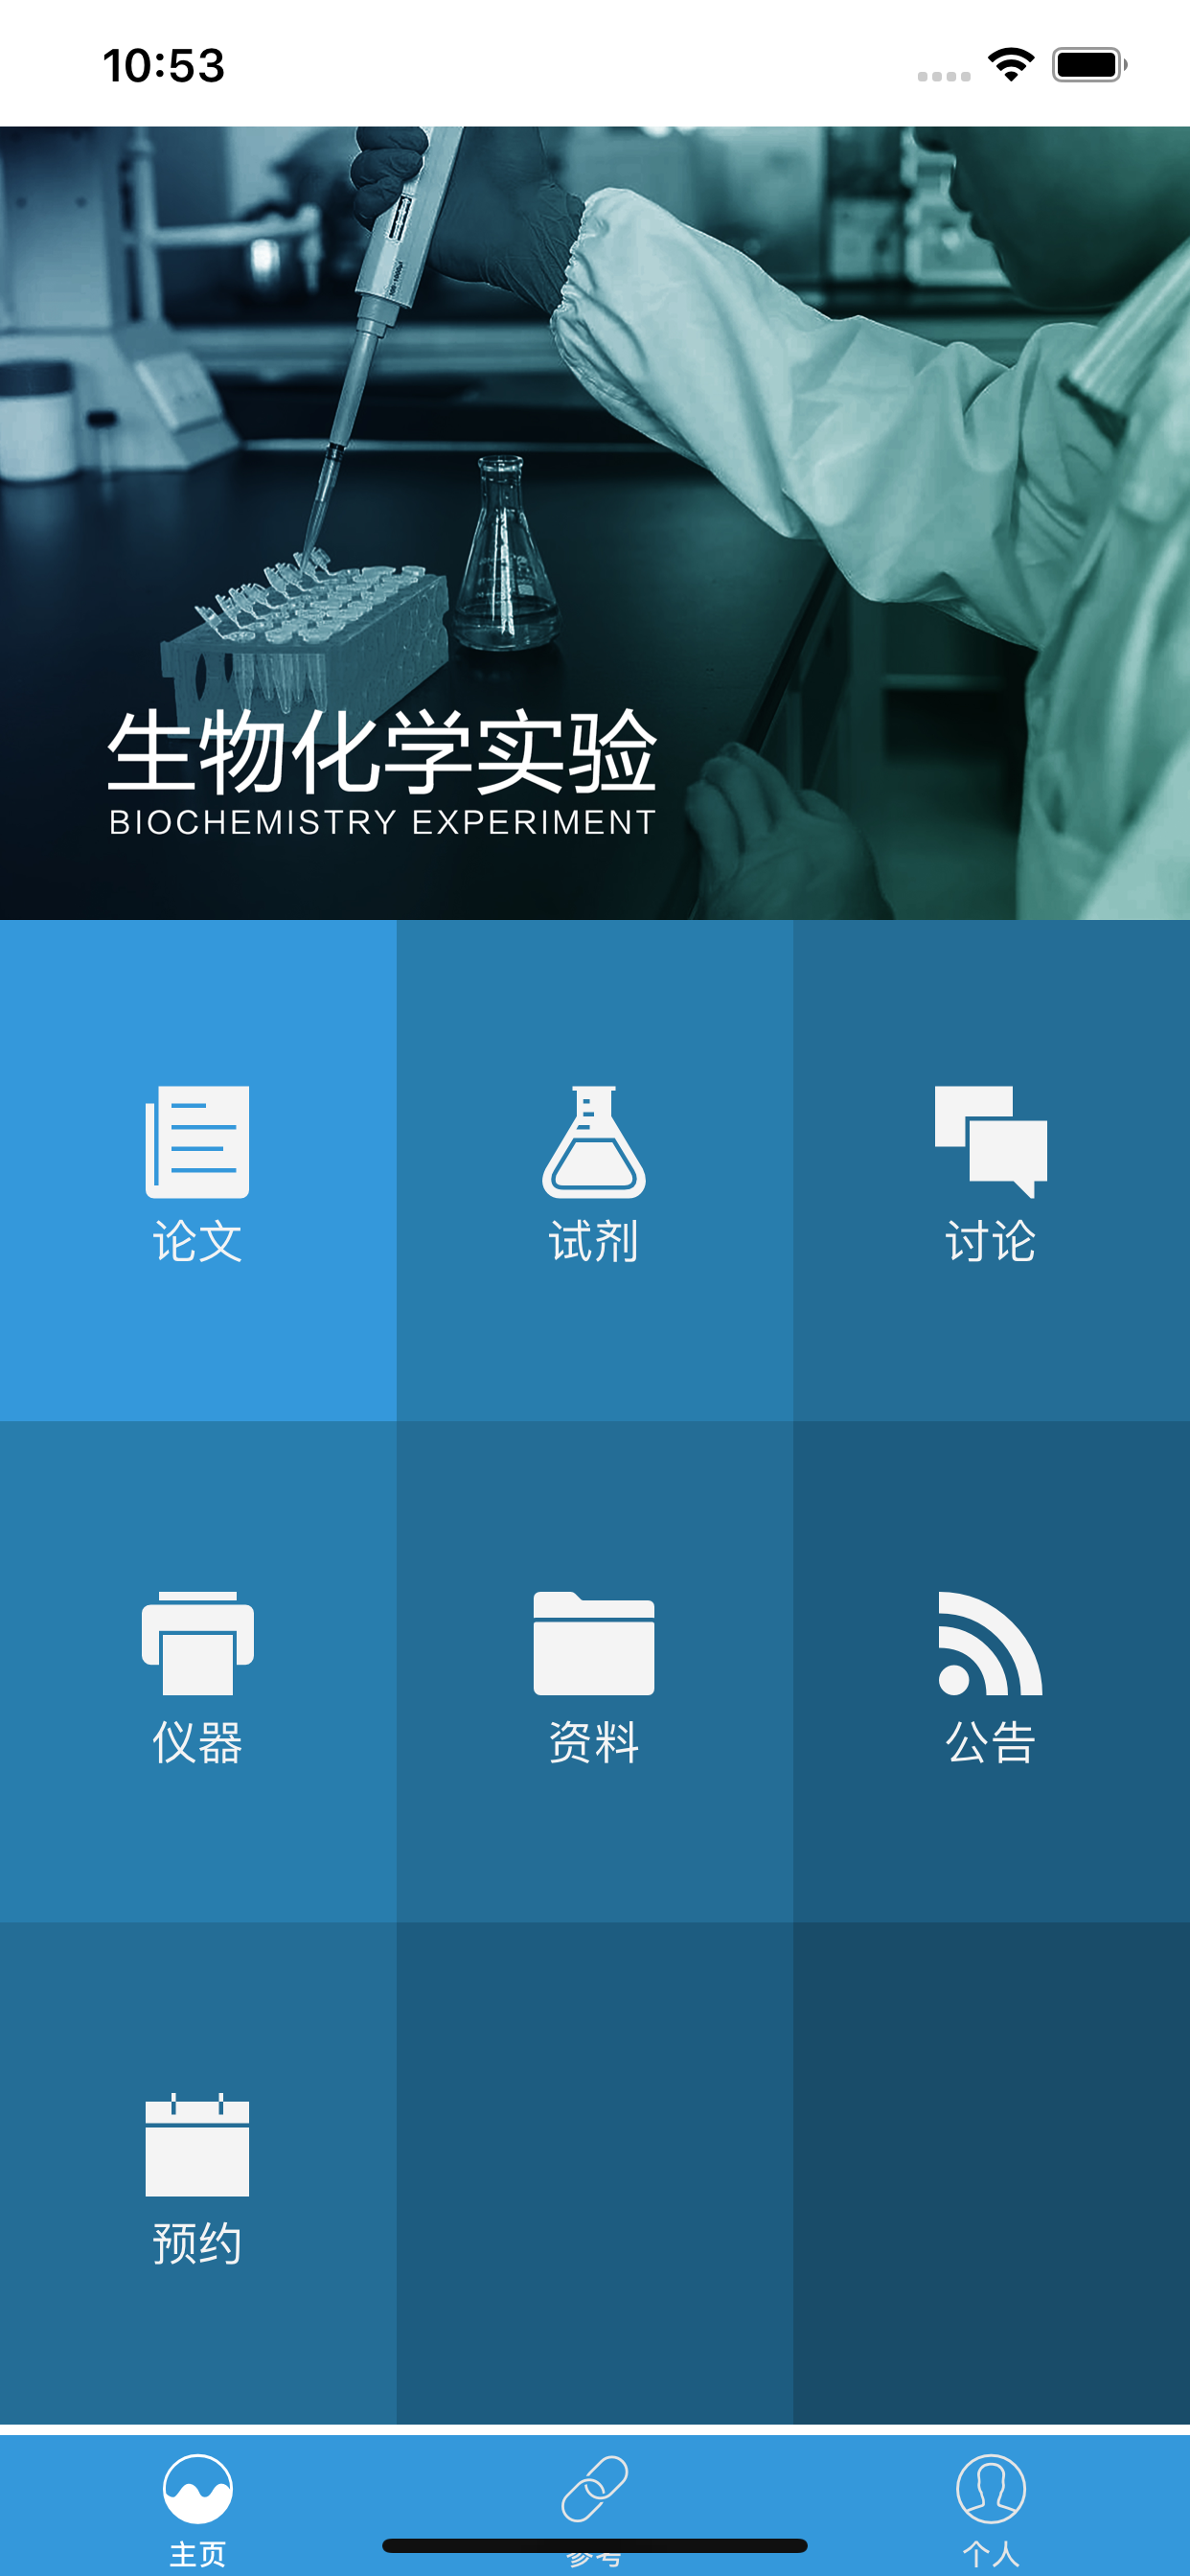 10:53
生物化学实验
BIOCHEMISTRY EXPERIMENT
论文
试剂
讨论
仪器
资料
公告
预约
主页
参考
个人